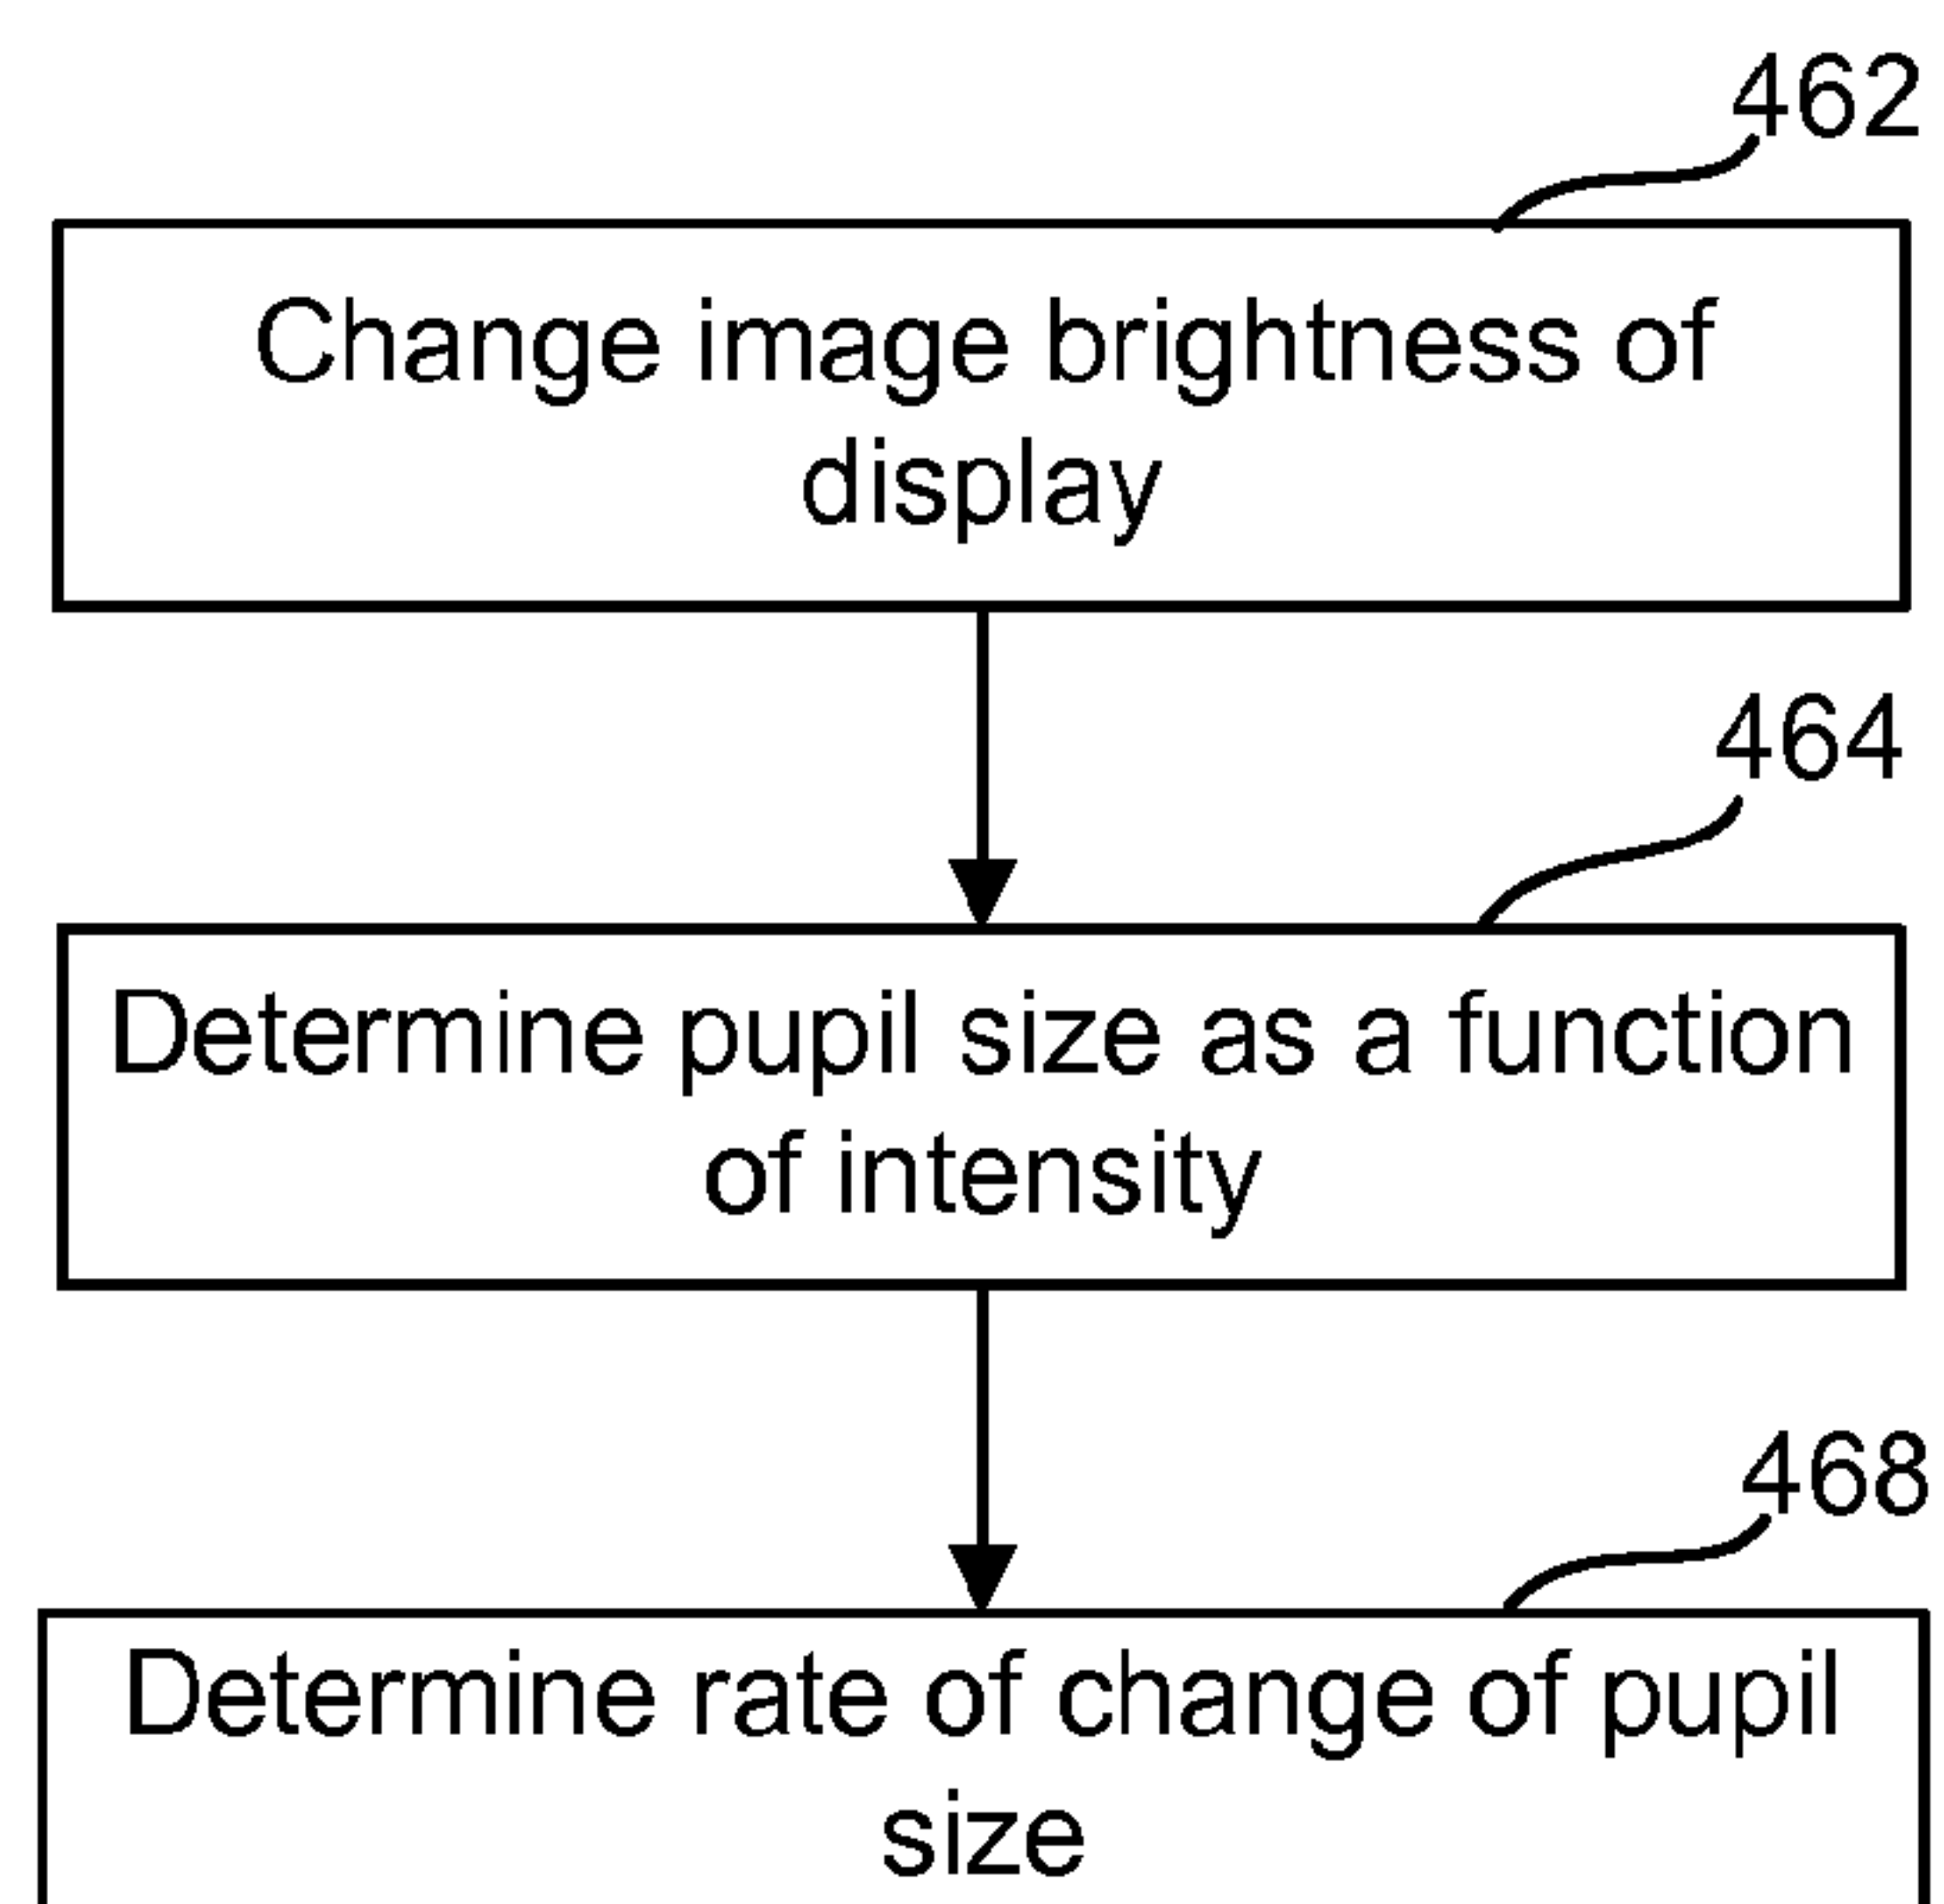 462
Change image brightness of
display
464
Determine pupil size as a function
of intensity
468
Determine rate of change of pupil
size